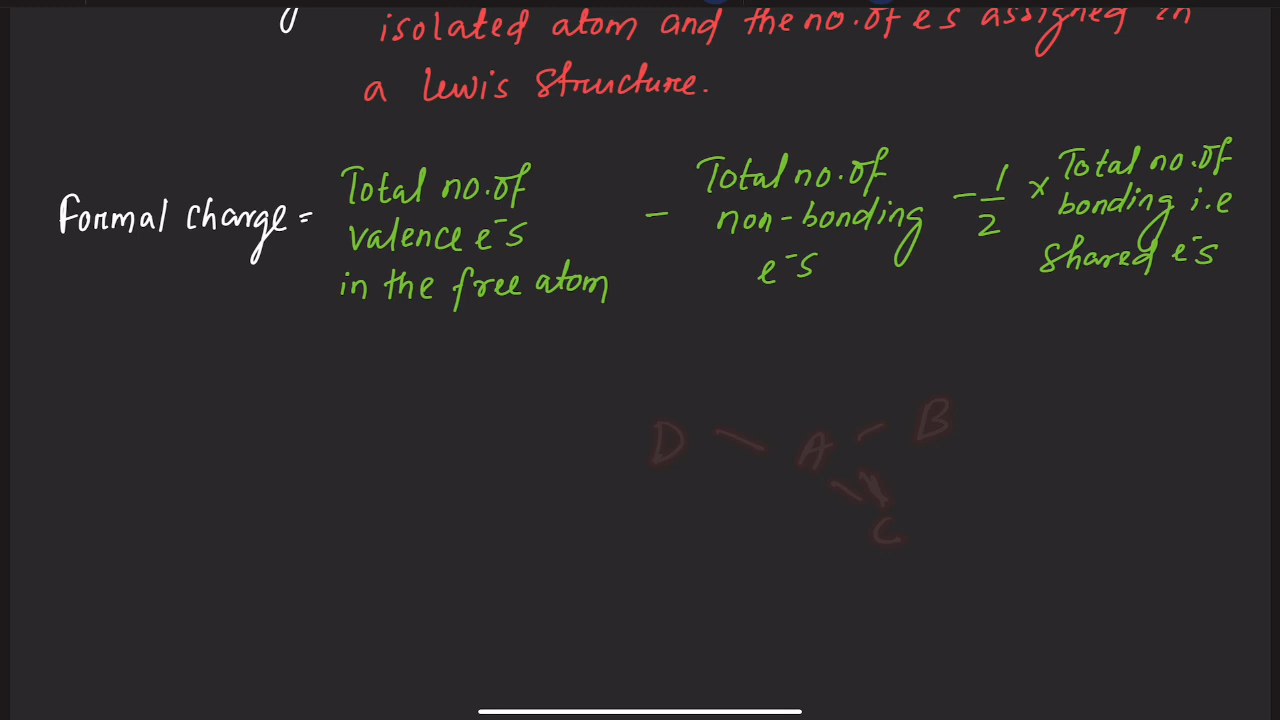 isolated atom and the no.of e s assigned in
a lewis structure.
Formal charge = Total no.of valence e⁻s in the free atom - Total no.of non-bonding e⁻s - 1/2 × Total no.of bonding i.e shared e⁻s
D - A - B
C